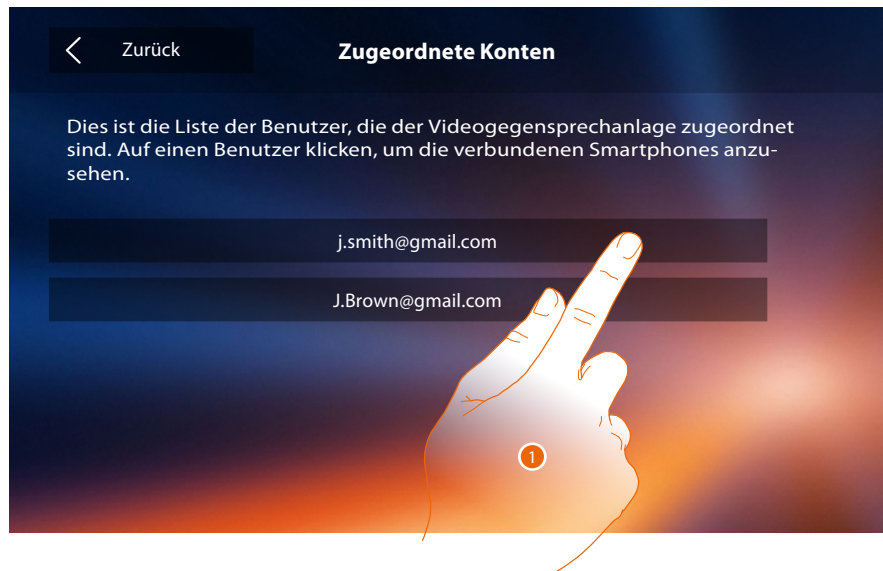 Zurück
Zugeordnete Konten
Dies ist die Liste der Benutzer, die der Videogegensprechanlage zugeordnet
sind. Auf einen Benutzer klicken, um die verbundenen Smartphones anzu-
sehen.
j.smith@gmail.com
J.Brown@gmail.com
1